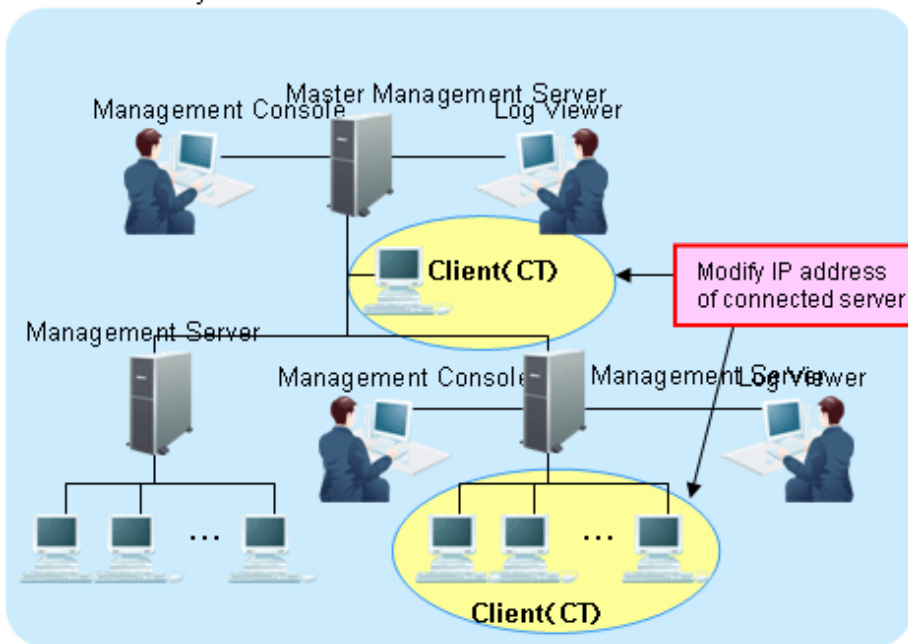 Master Management Server
Management Console
Log Viewer
Client(CT)
Modify IP address
of connected server
Management Server
Management Console
Management Server
Log Viewer
...
...
Client(CT)